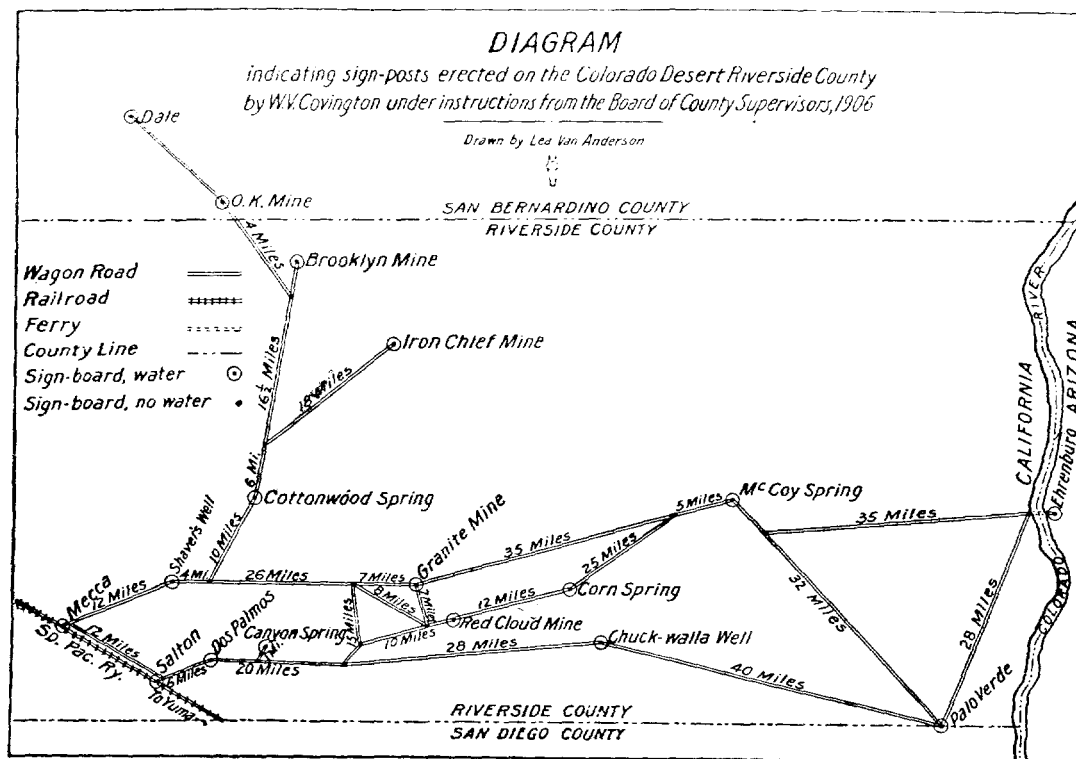 DIAGRAM
indicating sign-posts erected on the Colorado Desert Riverside County
by W.V. Covington under instructions from the Board of County Supervisors, 1906
Drawn by Lea Van Anderson
Dale
O.K. Mine
SAN BERNARDINO COUNTY
RIVERSIDE COUNTY
4 Miles
Brooklyn Mine
Wagon Road
Railroad
Ferry
County Line
Sign-board, water
Sign-board, no water
Iron Chief Mine
16½ Miles
18 Miles
6 Mi.
Cottonwood Spring
10 Miles
RIVER
CALIFORNIA
ARIZONA
Ehrenburg
COLORADO
McCoy Spring
5 Miles
35 Miles
Shaver's Well
Granite Mine
35 Miles
25 Miles
Mecca
12 Miles
4 Mi.
26 Miles
7 Miles
8 Miles
7 Miles
Corn Spring
12 Miles
Red Cloud Mine
10 Miles
32 Miles
28 Miles
12 Miles
Sp. Pac. Ry.
Salton
Dos Palmos
Canyon Spring
Mi.
Miles
Chuck-walla Well
28 Miles
6 Miles
20 Miles
40 Miles
Palo Verde
To Yuma
RIVERSIDE COUNTY
SAN DIEGO COUNTY